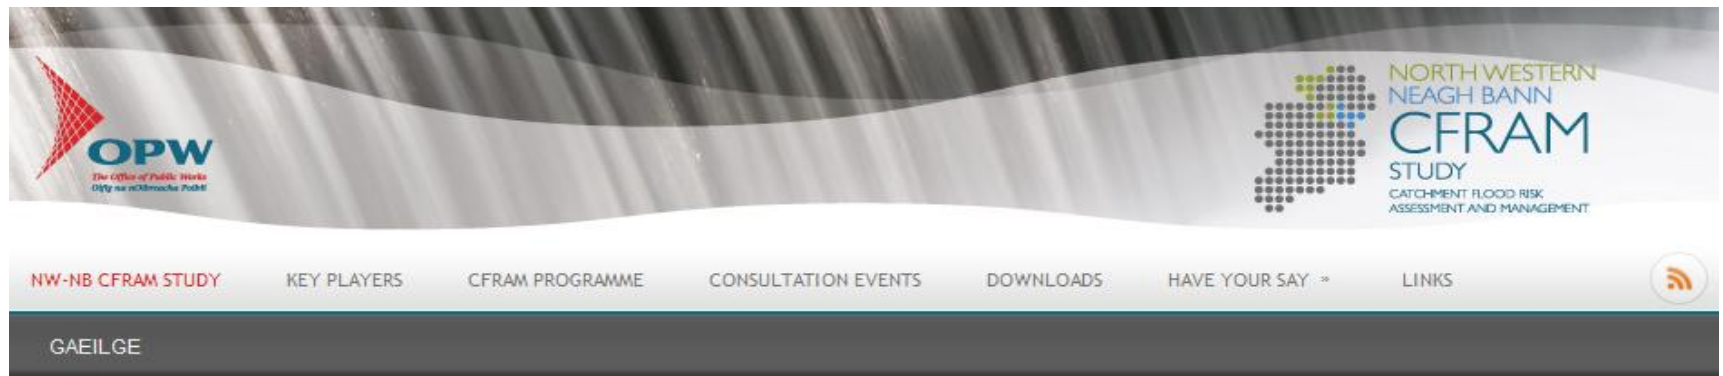 OPW
The Office of Public Works
Oifig na nOibreacha Poiblí
NORTH WESTERN
NEAGH BANN
CFRAM
STUDY
CATCHMENT FLOOD RISK
ASSESSMENT AND MANAGEMENT
NW-NB CFRAM STUDY KEY PLAYERS CFRAM PROGRAMME CONSULTATION EVENTS DOWNLOADS HAVE YOUR SAY » LINKS
GAEILGE